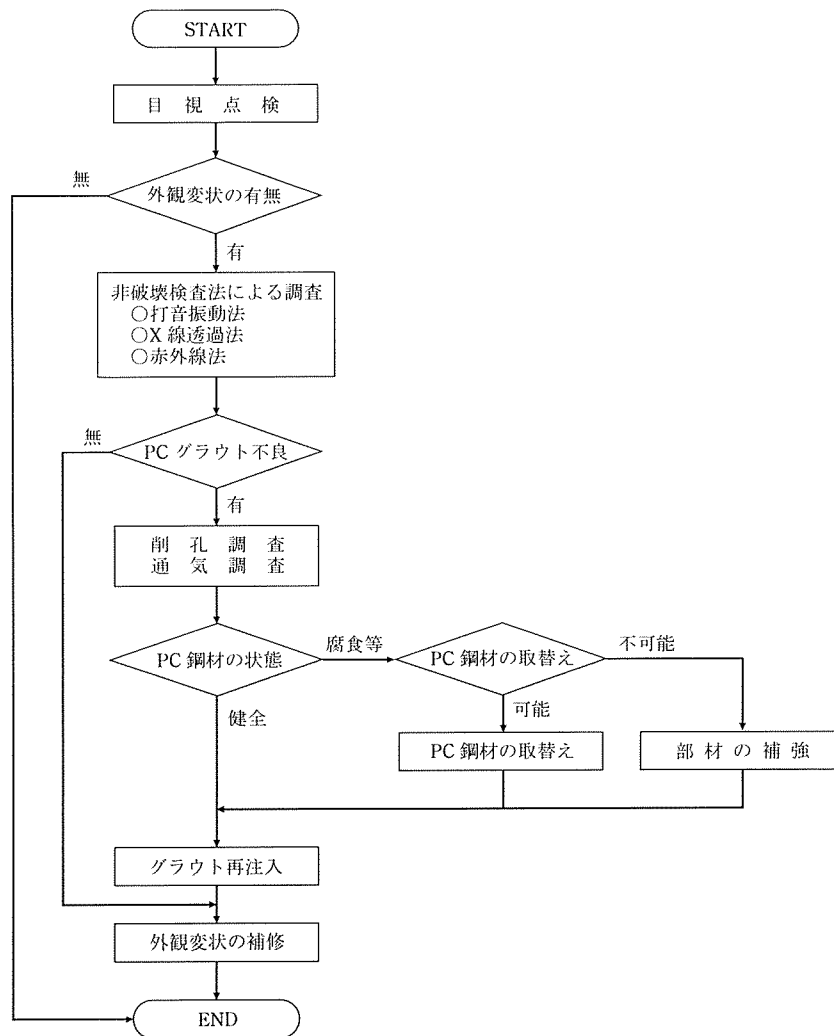 START
目視点検
無
外観変状の有無
有
非破壊検査法による調査
○打音振動法
○X線透過法
○赤外線法
無
PCグラウト不良
有
削孔調査
通気調査
PC鋼材の状態
腐食等
PC鋼材の取替え
不可能
健全
可能
PC鋼材の取替え
部材の補強
グラウト再注入
外観変状の補修
END